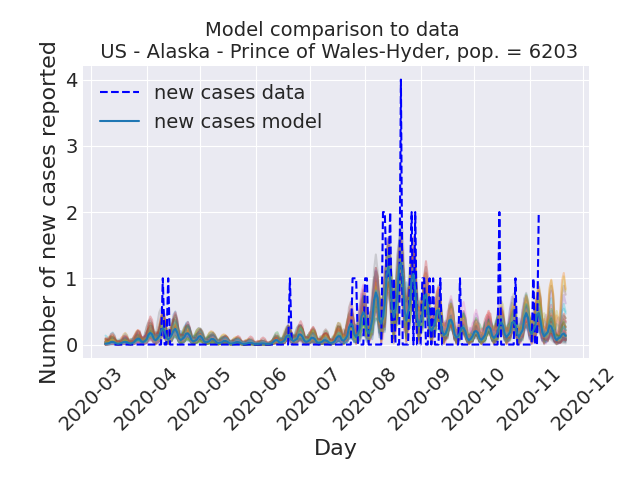 Model comparison to data
US - Alaska - Prince of Wales-Hyder, pop. = 6203
Number of new cases reported
4
3
2
1
0
new cases data
new cases model
2020-03
2020-04
2020-05
2020-06
2020-07
2020-08
2020-09
2020-10
2020-11
2020-12
Day